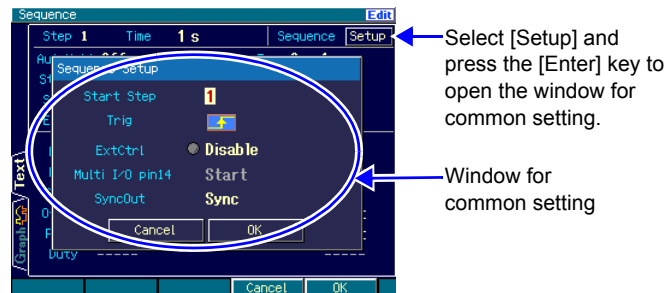 Sequence Edit
Step 1 Time 1 s Sequence Setup
Sequence Setup
Start Step 1
Trig
ExtCtrl Disable
Multi I/O pin14 Start
SyncOut Sync
Cancel OK
Duty -----
Cancel OK
Text
Graph
Select [Setup] and
press the [Enter] key to
open the window for
common setting.
Window for
common setting